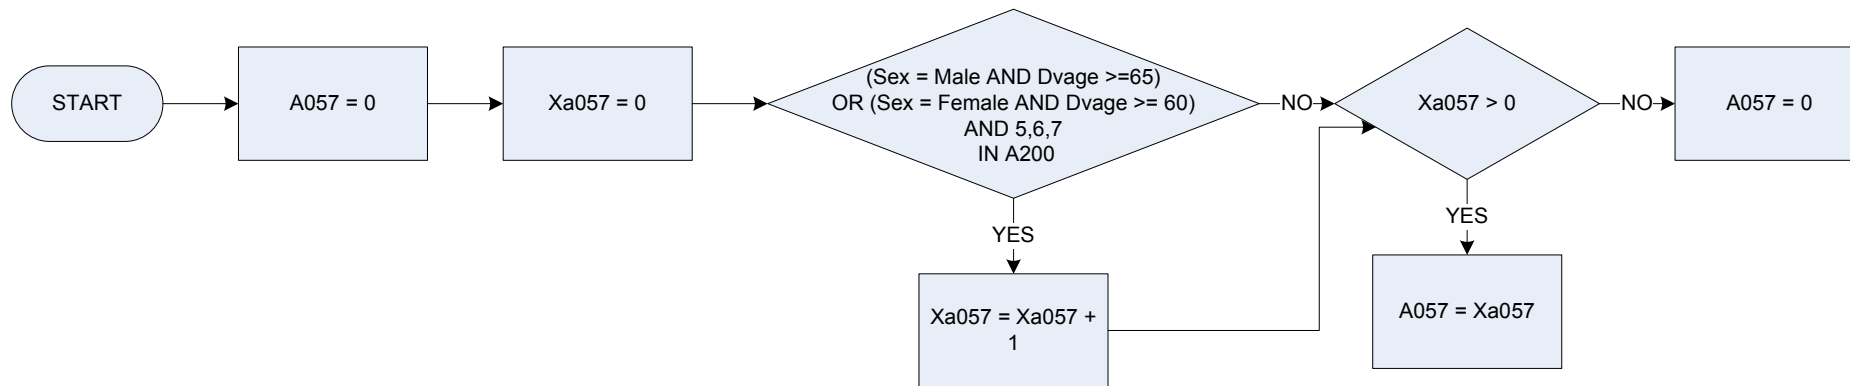 START
A057 = 0
Xa057 = 0
(Sex = Male AND Dvage >=65)
OR (Sex = Female AND Dvage >= 60)
AND 5,6,7
IN A200
NO
Xa057 > 0
NO
A057 = 0
YES
Xa057 = Xa057 +
1
YES
A057 = Xa057